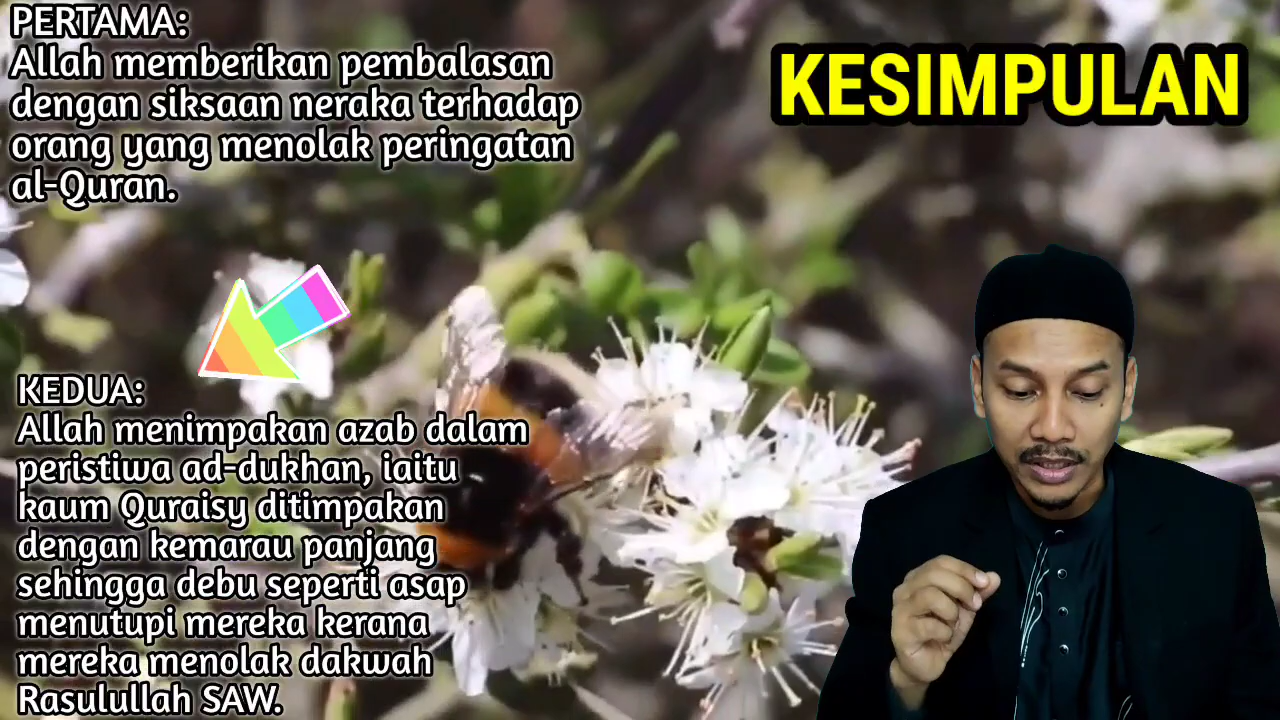 PERTAMA:
Allah memberikan pembalasan
dengan siksaan neraka terhadap
orang yang menolak peringatan
al-Quran.
KESIMPULAN
KEDUA:
Allah menimpakan azab dalam
peristiwa ad-dukhan, iaitu
kaum Quraisy ditimpakan
dengan kemarau panjang
sehingga debu seperti asap
menutupi mereka kerana
mereka menolak dakwah
Rasulullah SAW.